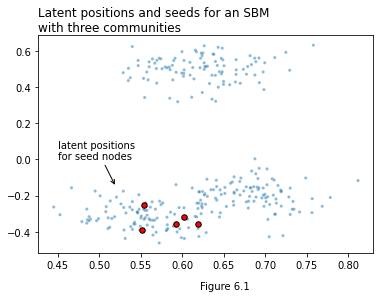 Latent positions and seeds for an SBM
with three communities
0.6
0.4
0.2
0.0
−0.2
−0.4
latent positions
for seed nodes
0.45 0.50 0.55 0.60 0.65 0.70 0.75 0.80
Figure 6.1